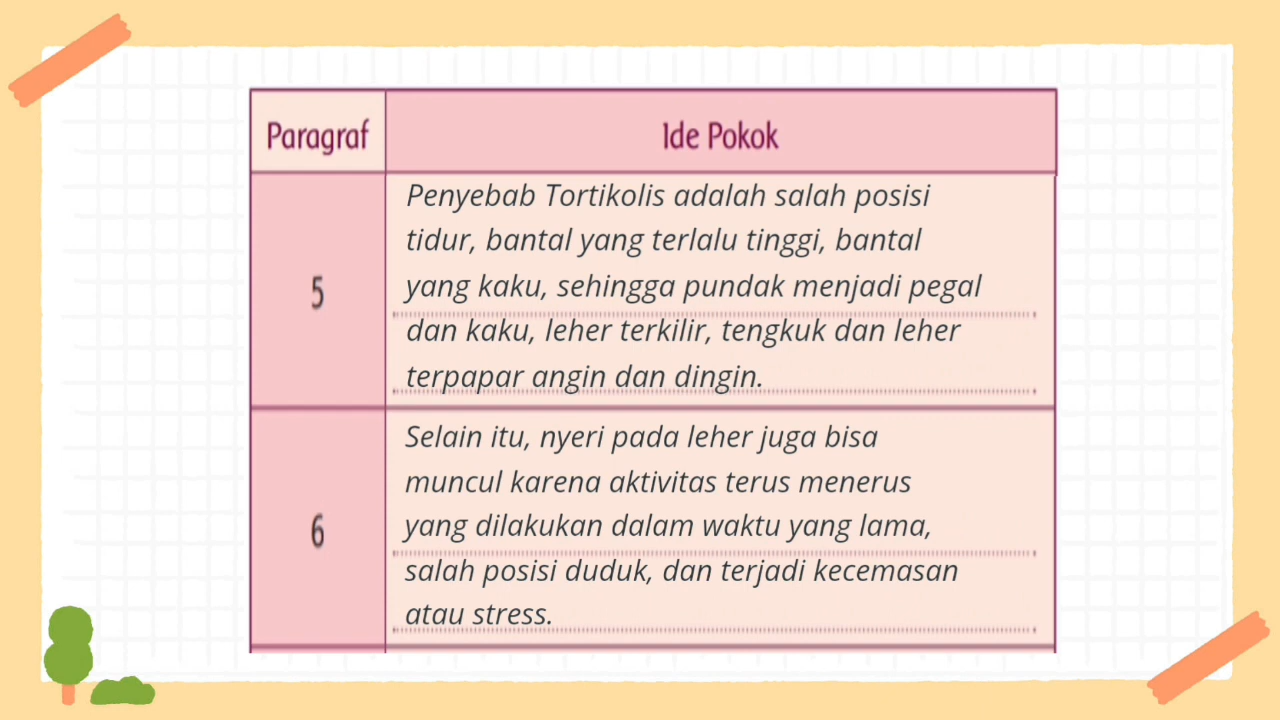 Paragraf
Ide Pokok
5
Penyebab Tortikolis adalah salah posisi
tidur, bantal yang terlalu tinggi, bantal
yang kaku, sehingga pundak menjadi pegal
dan kaku, leher terkilir, tengkuk dan leher
terpapar angin dan dingin.
6
Selain itu, nyeri pada leher juga bisa
muncul karena aktivitas terus menerus
yang dilakukan dalam waktu yang lama,
salah posisi duduk, dan terjadi kecemasan
atau stress.